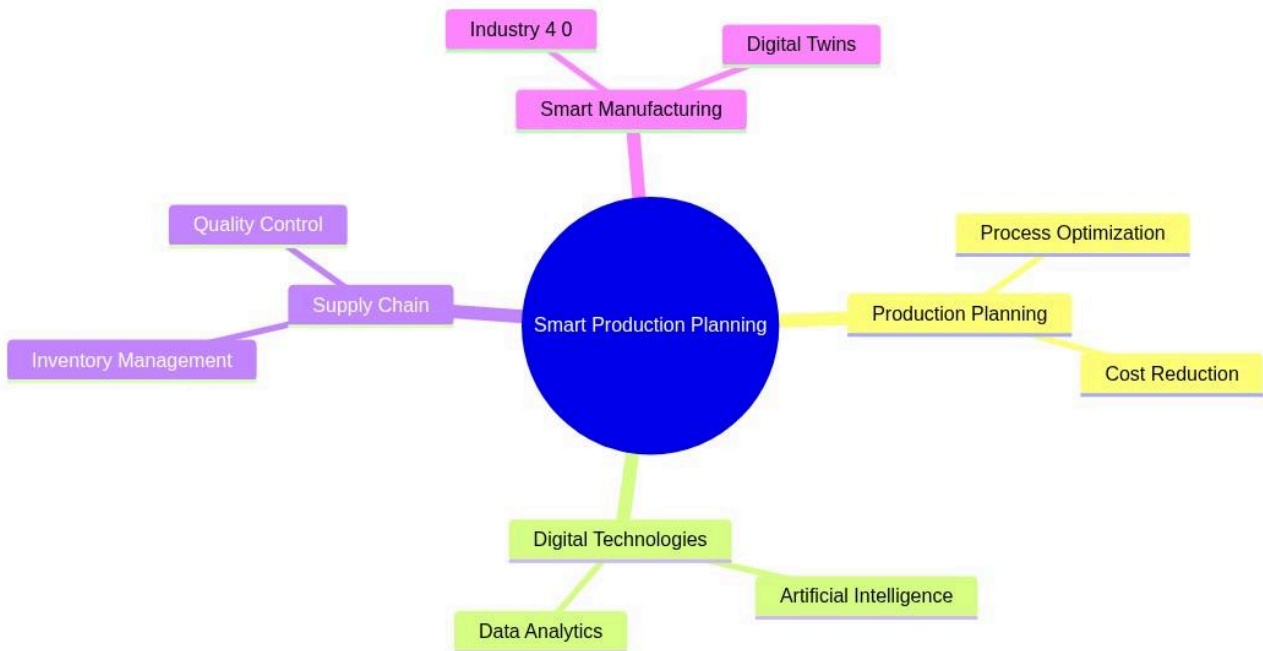 Industry 4 0
Digital Twins
Smart Manufacturing
Quality Control
Process Optimization
Supply Chain
Production Planning
Smart Production Planning
Inventory Management
Cost Reduction
Digital Technologies
Artificial Intelligence
Data Analytics